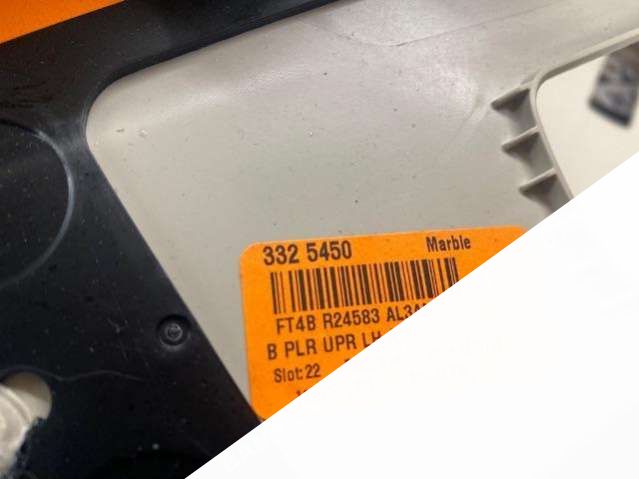 332 5450 Marble
FT4B R24583
B PLR UPR LH
Slot: 22